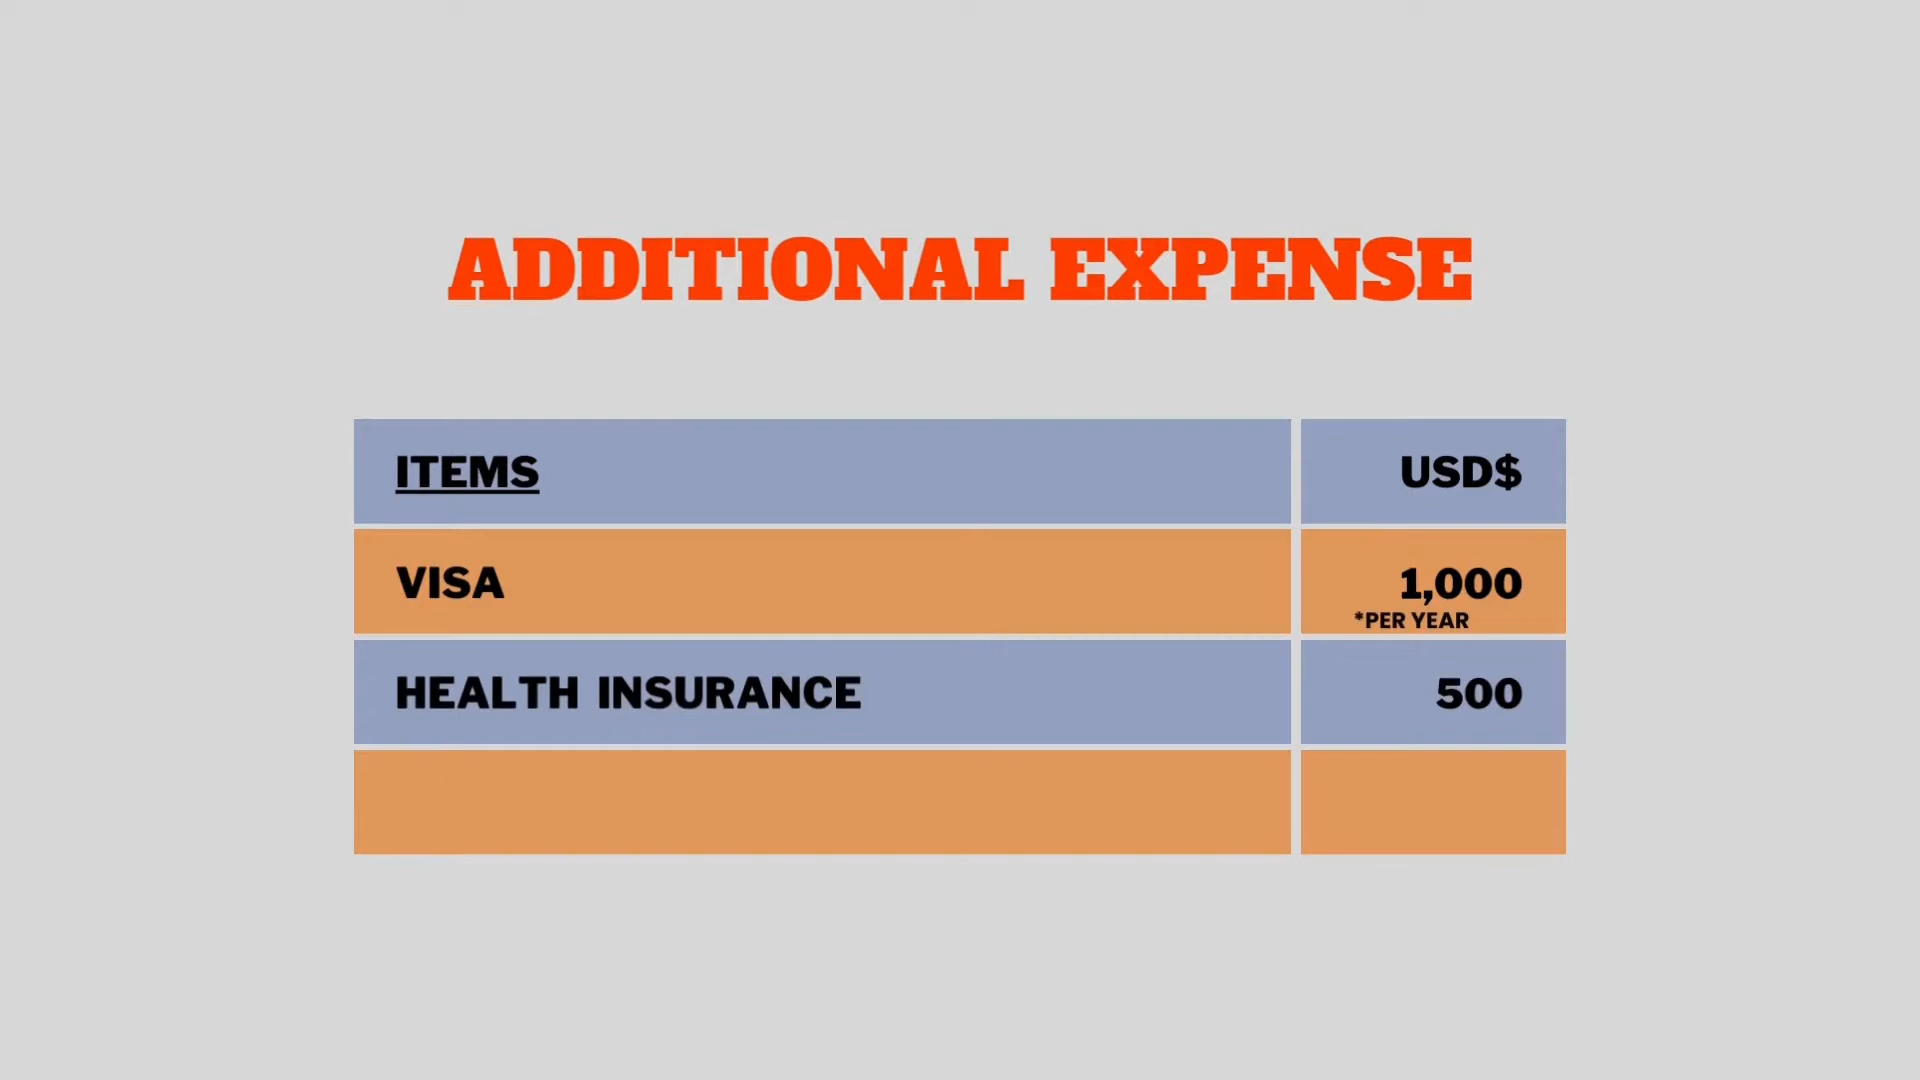 ADDITIONAL EXPENSE
ITEMS USD$
VISA 1,000
*PER YEAR
HEALTH INSURANCE 500